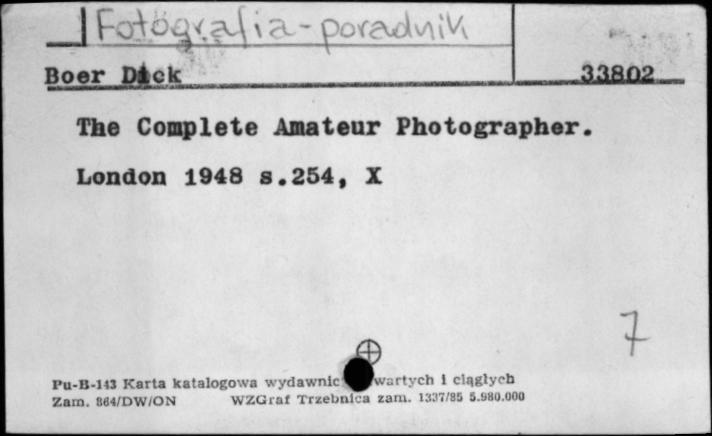 Fotografia - poradnik
Boer Dick 33802
The Complete Amateur Photographer.
London 1948 s.254, X
7
Pu-B-143 Karta katalogowa wydawnic wartych i ciągłych
Zam. 864/DW/ON WZGraf Trzebnica zam. 1337/85 5.980.000